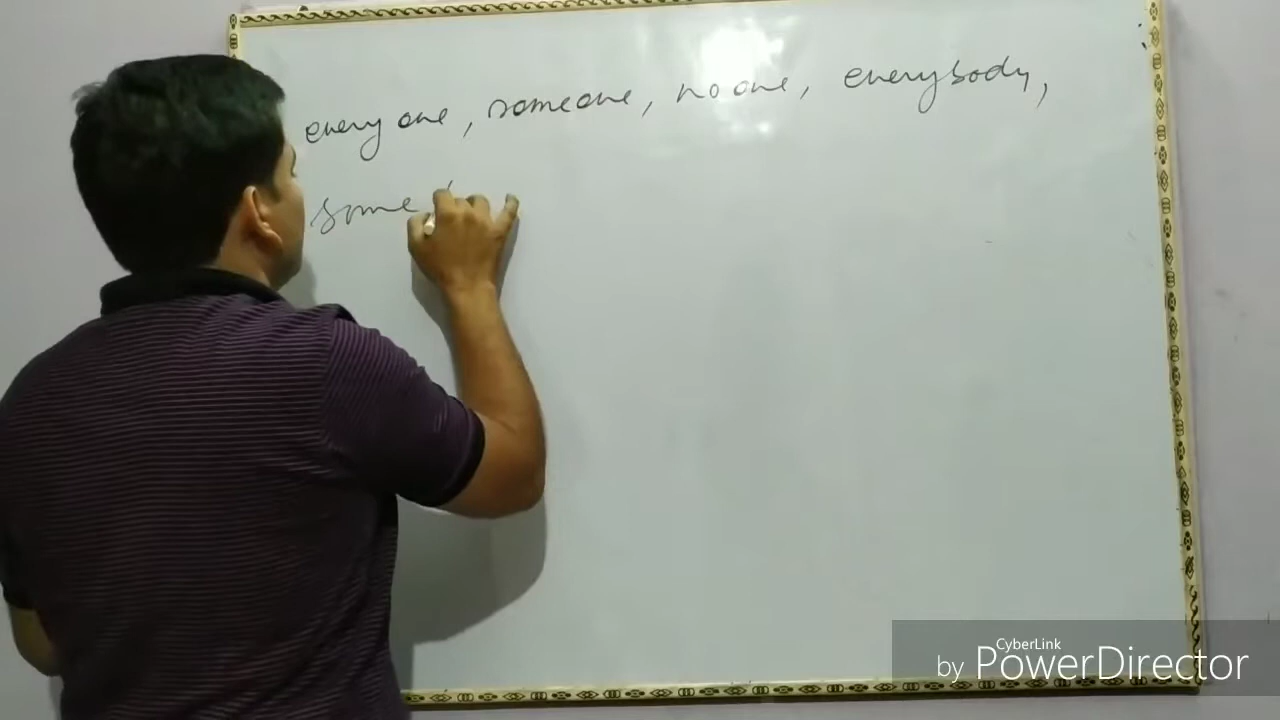 every one, someone, no one, everybody,
some
CyberLink
by PowerDirector